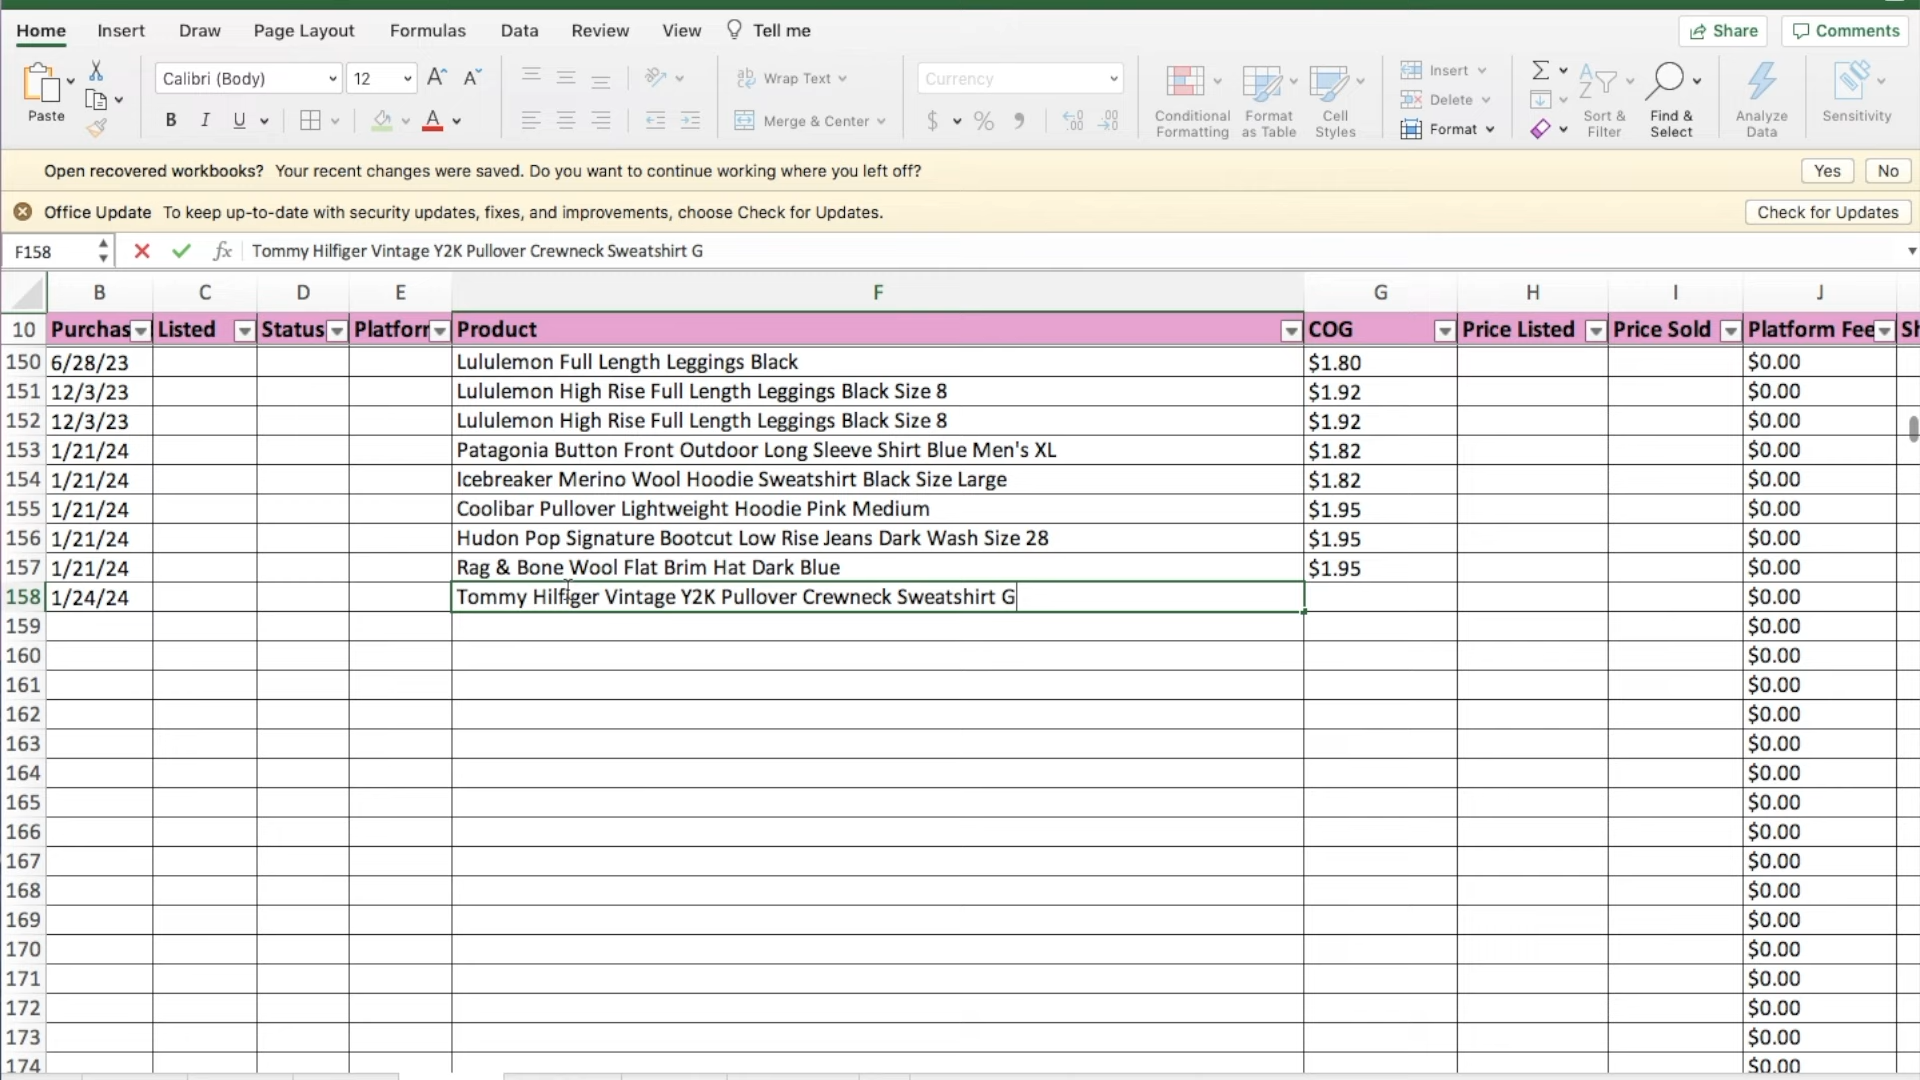 Home Insert Draw Page Layout Formulas Data Review View Tell me Share Comments
Paste Calibri (Body) 12 A A Wrap Text Currency Insert
B I U A Merge & Center $ % Conditional Formatting Format as Table Cell Styles Delete Format Sort & Filter Find & Select Analyze Data Sensitivity
Open recovered workbooks? Your recent changes were saved. Do you want to continue working where you left off? Yes No
Office Update To keep up-to-date with security updates, fixes, and improvements, choose Check for Updates. Check for Updates
F158 fx Tommy Hilfiger Vintage Y2K Pullover Crewneck Sweatshirt G
B C D E F G H I J
10 Purchas Listed Status Platforr Product COG Price Listed Price Sold Platform Fee Sh
150 6/28/23 Lululemon Full Length Leggings Black $1.80 $0.00
151 12/3/23 Lululemon High Rise Full Length Leggings Black Size 8 $1.92 $0.00
152 12/3/23 Lululemon High Rise Full Length Leggings Black Size 8 $1.92 $0.00
153 1/21/24 Patagonia Button Front Outdoor Long Sleeve Shirt Blue Men's XL $1.82 $0.00
154 1/21/24 Icebreaker Merino Wool Hoodie Sweatshirt Black Size Large $1.82 $0.00
155 1/21/24 Coolibar Pullover Lightweight Hoodie Pink Medium $1.95 $0.00
156 1/21/24 Hudon Pop Signature Bootcut Low Rise Jeans Dark Wash Size 28 $1.95 $0.00
157 1/21/24 Rag & Bone Wool Flat Brim Hat Dark Blue $1.95 $0.00
158 1/24/24 Tommy Hilfiger Vintage Y2K Pullover Crewneck Sweatshirt G $0.00
159 $0.00
160 $0.00
161 $0.00
162 $0.00
163 $0.00
164 $0.00
165 $0.00
166 $0.00
167 $0.00
168 $0.00
169 $0.00
170 $0.00
171 $0.00
172 $0.00
173 $0.00
174 $0.00